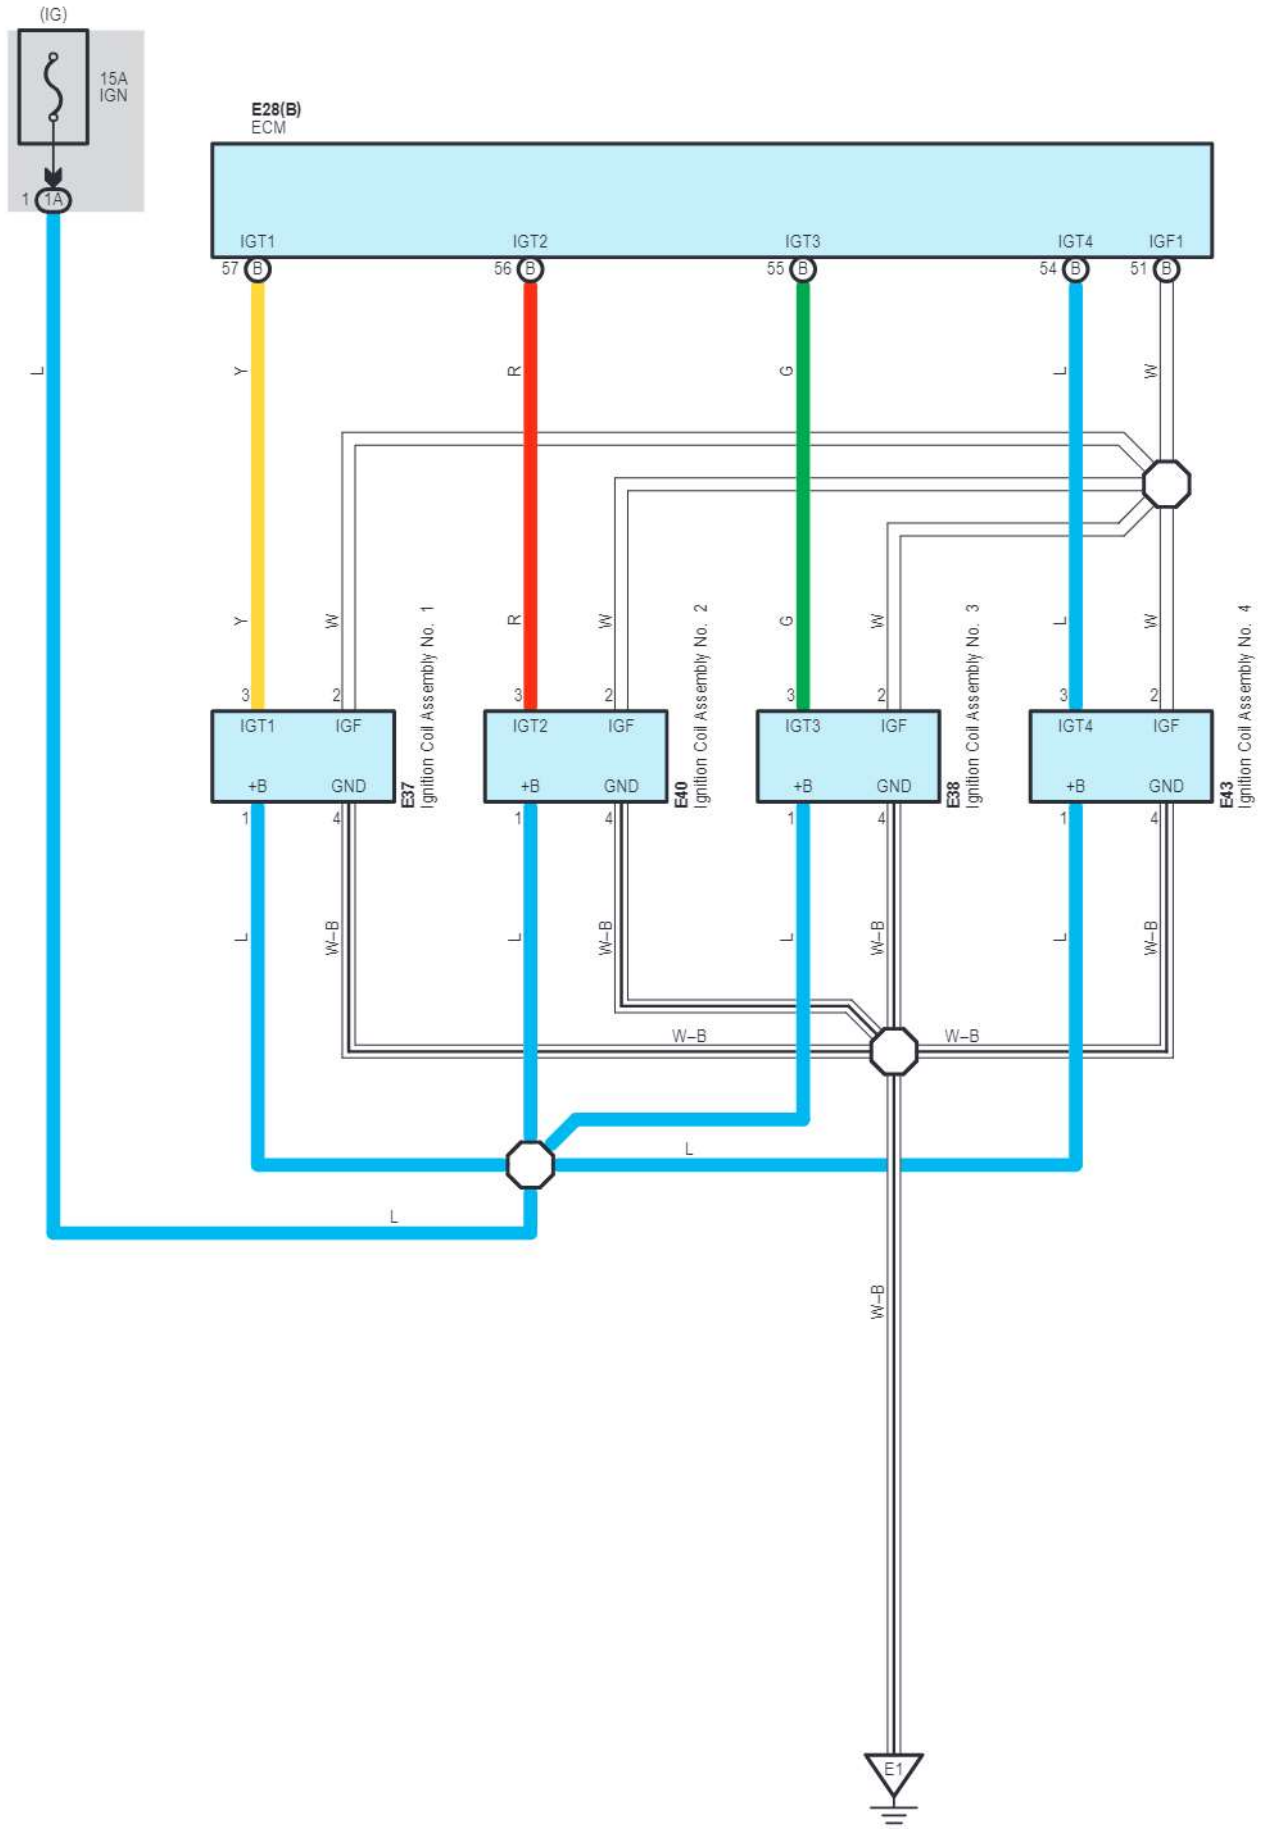 (IG)
15A
IGN
1
1A
E28(B)
ECM
IGT1 IGT2 IGT3 IGT4 IGF1
57 B 56 B 55 B 54 B 51 B
L Y R G L W
Y W R W G W L W
3 2 3 2 3 2 3 2
IGT1 IGF IGT2 IGF IGT3 IGF IGT4 IGF
+B GND +B GND +B GND +B GND
E37
Ignition Coil Assembly No. 1
E40
Ignition Coil Assembly No. 2
E38
Ignition Coil Assembly No. 3
E43
Ignition Coil Assembly No. 4
1 4 1 4 1 4 1 4
L W–B L W–B L W–B L W–B
W–B W–B
L
L
W–B
E1